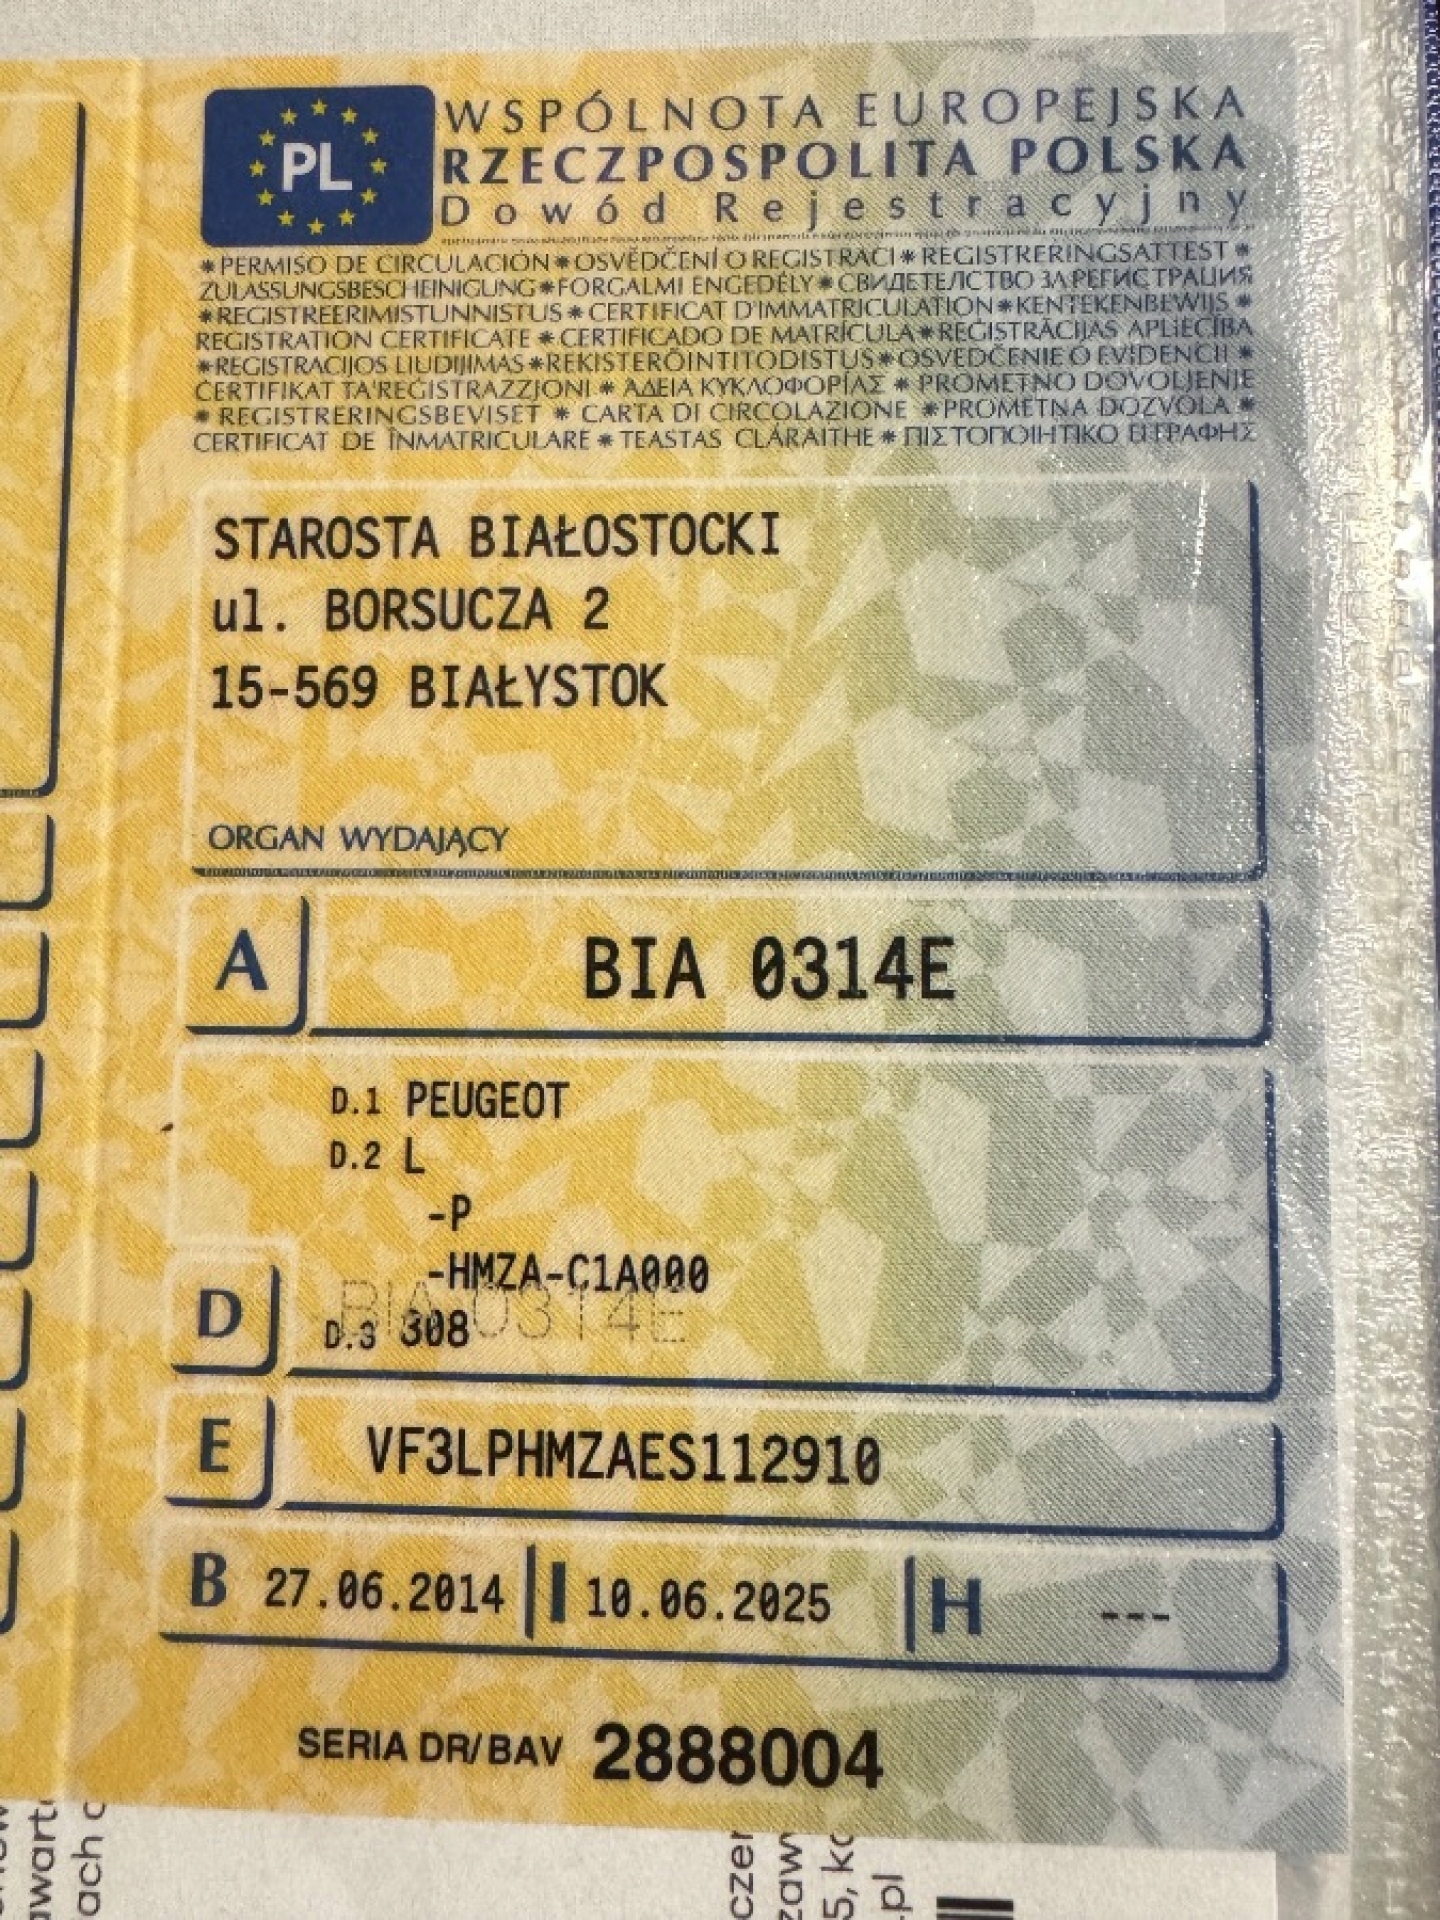 PL
WSPÓLNOTA EUROPEJSKA
RZECZPOSPOLITA POLSKA
Dowód Rejestracyjny
*PERMISO DE CIRCULACIÓN*OSVĚDČENÍ O REGISTRACI*REGISTRERINGSATTEST*
ZULASSUNGSBESCHEINIGUNG*FORGALMI ENGEDÉLY*СВИДЕТЕЛСТВО ЗА РЕГИСТРАЦИЯ
*REGISTREERIMISTUNNISTUS*CERTIFICAT D'IMMATRICULATION*KENTEKENBEWIJS*
REGISTRATION CERTIFICATE*CERTIFICADO DE MATRÍCULA*REĢISTRĀCIJAS APLIECĪBA
*REGISTRACIJOS LIUDIJIMAS*REKISTERÖINTITODISTUS*OSVEDČENIE O EVIDENCII*
ĊERTIFIKAT TA'REĠISTRAZZJONI*ΆΔΕΙΑ ΚΥΚΛΟΦΟΡΊΑΣ*PROMETNO DOVOLJENJE
*REGISTRERINGSBEVISET*CARTA DI CIRCOLAZIONE*PROMETNA DOZVOLA*
CERTIFICAT DE ÎNMATRICULARE*TEASTAS CLÁRAITHE*ΠΙΣΤΟΠΟΙΗΤΙΚΟ ΕΓΓΡΑΦΗΣ
STAROSTA BIAŁOSTOCKI
ul. BORSUCZA 2
15-569 BIAŁYSTOK
ORGAN WYDAJĄCY
A BIA 0314E
D.1 PEUGEOT
D.2 L
-P
-HMZA-C1A000
BIA 0314E
D D.3 308
E VF3LPHMZAES112910
B 27.06.2014 I 10.06.2025 H ---
SERIA DR/BAV 2888004